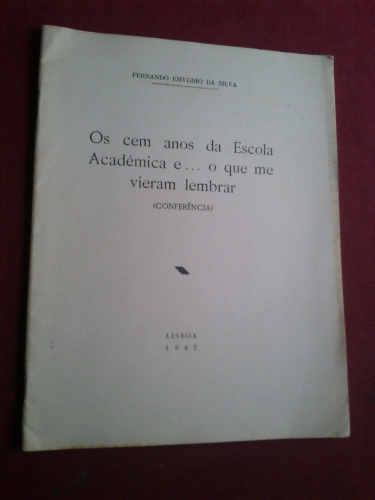 FERNANDO EMYGDIO DA SILVA
Os cem anos da Escola
Académica e... o que me
vieram lembrar
(CONFERÊNCIA)
LISBOA
1947